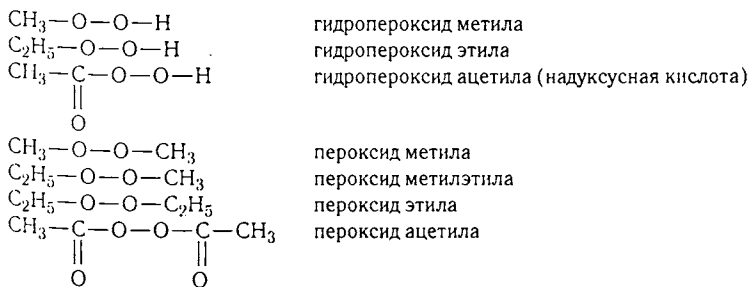 CH₃—O—O—H гидропероксид метила
C₂H₅—O—O—H гидропероксид этила
CH₃—C—O—O—H гидропероксид ацетила (надуксусная кислота)
||
O
CH₃—O—O—CH₃ пероксид метила
C₂H₅—O—O—CH₃ пероксид метилэтила
C₂H₅—O—O—C₂H₅ пероксид этила
CH₃—C—O—O—C—CH₃ пероксид ацетила
|| ||
O O